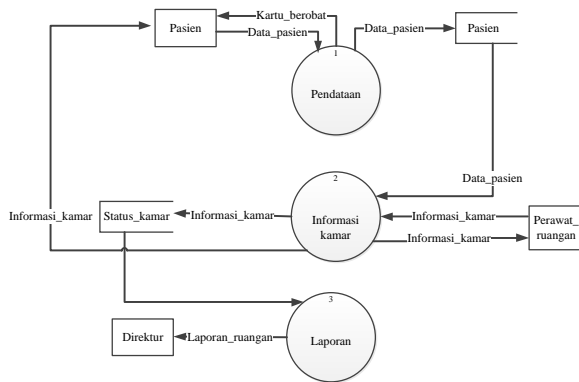 Kartu_berobat
Pasien
Data_pasien
1
Pendataan
Data_pasien
Pasien
Data_pasien
2
Informasi
kamar
Informasi_kamar
Status_kamar
Informasi_kamar
Informasi_kamar
Informasi_kamar
Perawat_
ruangan
3
Laporan
Laporan_ruangan
Direktur